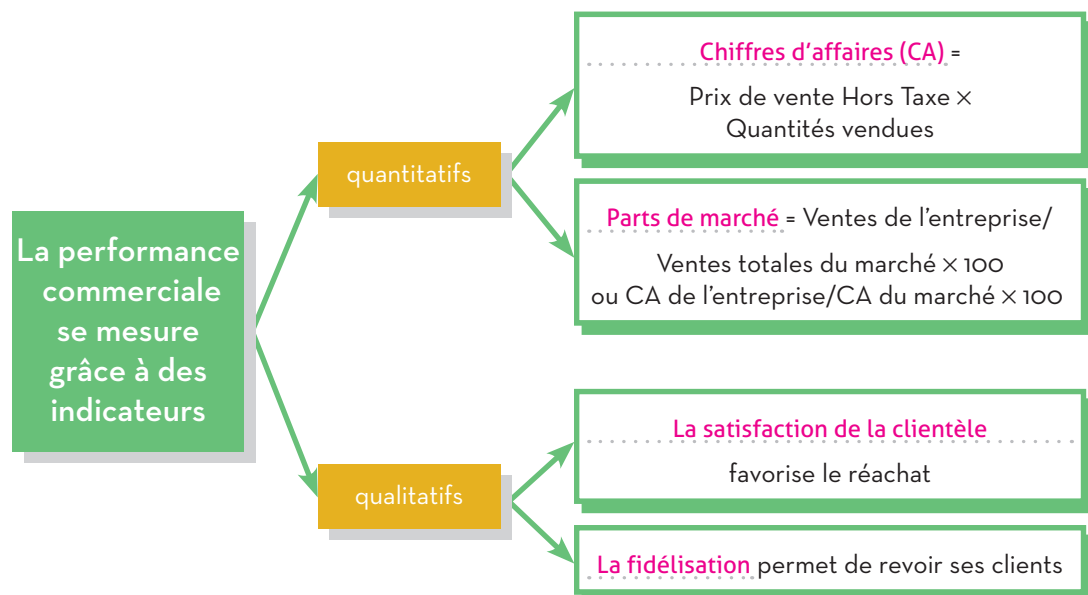 La performance
commerciale
se mesure
grâce à des
indicateurs
quantitatifs
Chiffres d'affaires (CA) =
Prix de vente Hors Taxe ×
Quantités vendues
Parts de marché = Ventes de l'entreprise/
Ventes totales du marché × 100
ou CA de l'entreprise/CA du marché × 100
qualitatifs
La satisfaction de la clientèle
favorise le réachat
La fidélisation permet de revoir ses clients